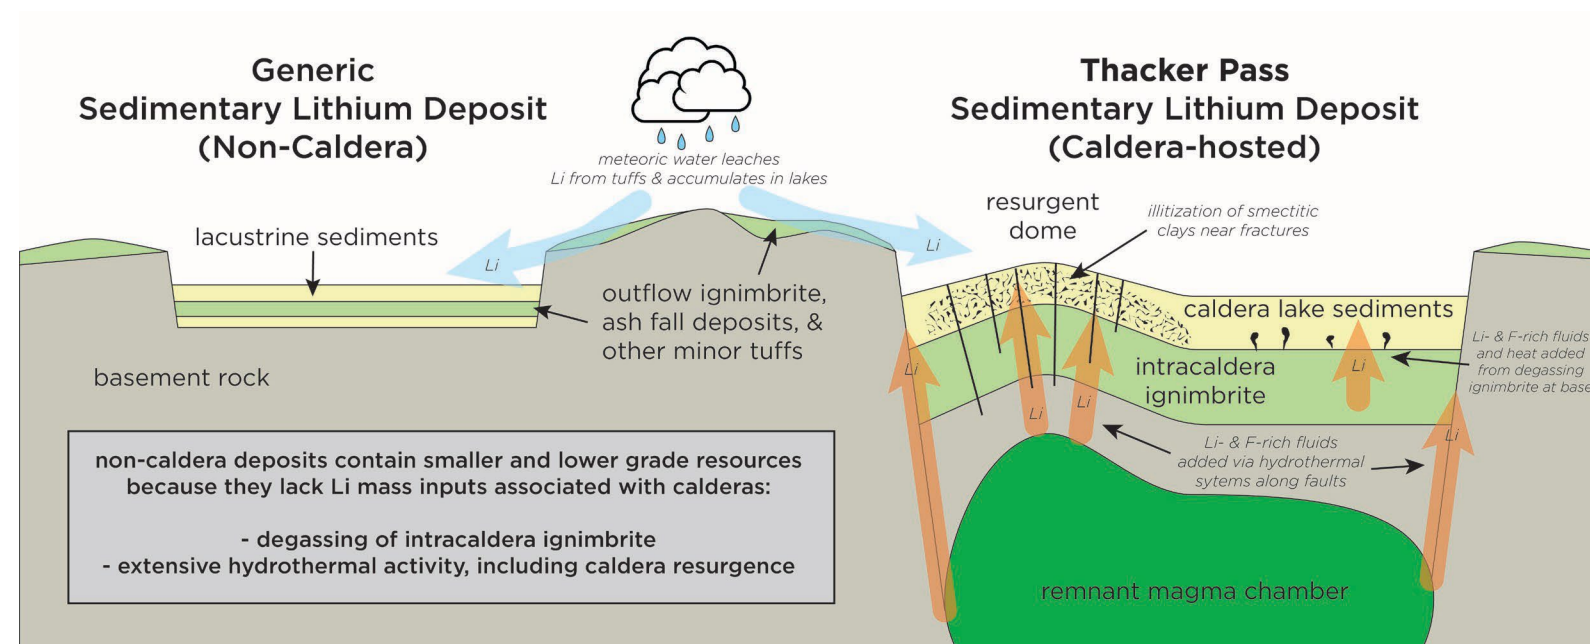 Generic
Sedimentary Lithium Deposit
(Non-Caldera)
meteoric water leaches
Li from tuffs & accumulates in lakes
Thacker Pass
Sedimentary Lithium Deposit
(Caldera-hosted)
lacustrine sediments
Li
Li
outflow ignimbrite,
ash fall deposits, &
other minor tuffs
basement rock
resurgent
dome
illitization of smectitic
clays near fractures
caldera lake sediments
Li- & F-rich fluids
and heat added
from degassing
ignimbrite at base
intracaldera
ignimbrite
Li
Li
Li
Li
Li
Li- & F-rich fluids
added via hydrothermal
sytems along faults
remnant magma chamber
non-caldera deposits contain smaller and lower grade resources
because they lack Li mass inputs associated with calderas:
- degassing of intracaldera ignimbrite
- extensive hydrothermal activity, including caldera resurgence